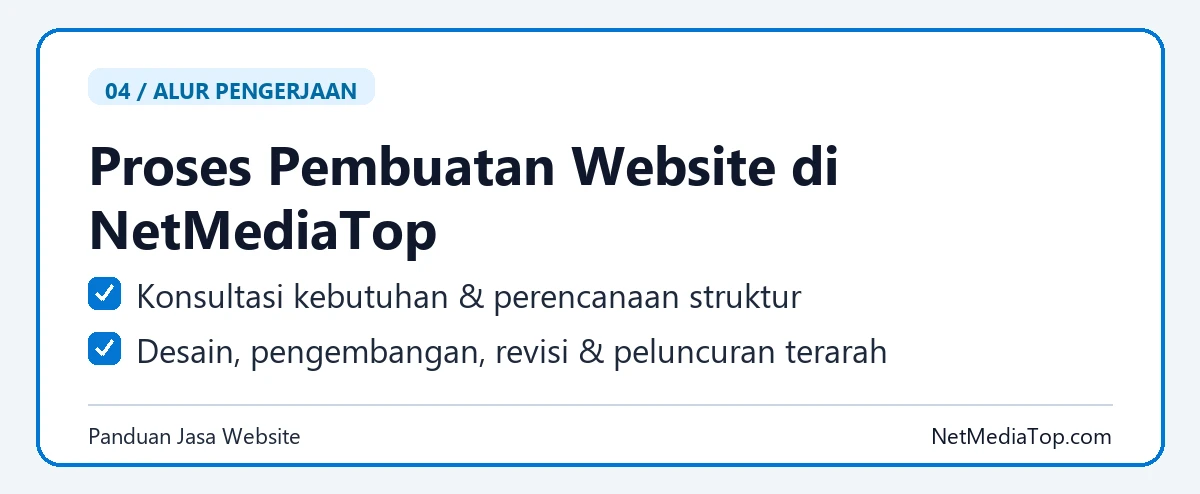 04 / ALUR PENGERJAAN
Proses Pembuatan Website di
NetMediaTop
Konsultasi kebutuhan & perencanaan struktur
Desain, pengembangan, revisi & peluncuran terarah
Panduan Jasa Website
NetMediaTop.com